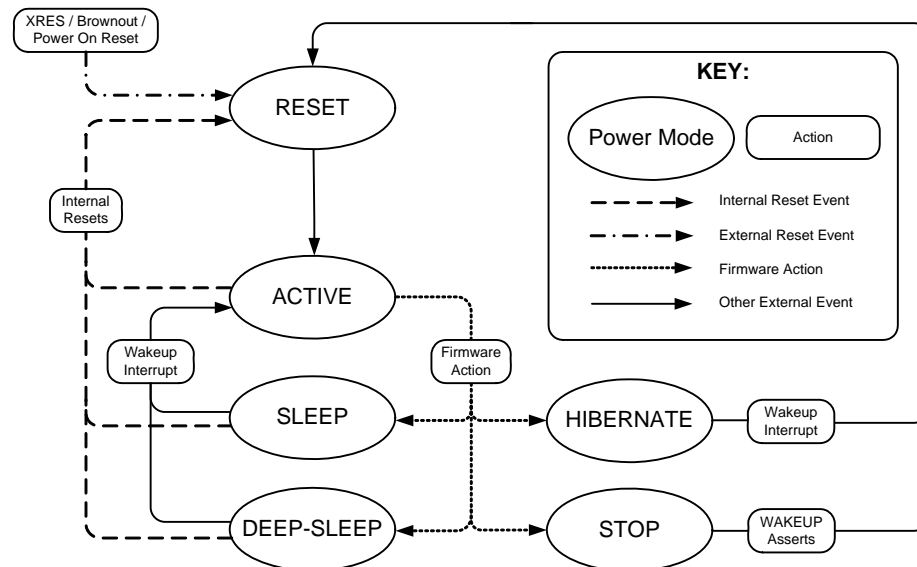 XRES / Brownout /
Power On Reset
RESET
KEY:
Power Mode
Action
Internal Reset Event
External Reset Event
Firmware Action
Other External Event
Internal
Resets
ACTIVE
Wakeup
Interrupt
Firmware
Action
SLEEP
HIBERNATE
Wakeup
Interrupt
DEEP-SLEEP
STOP
WAKEUP
Asserts